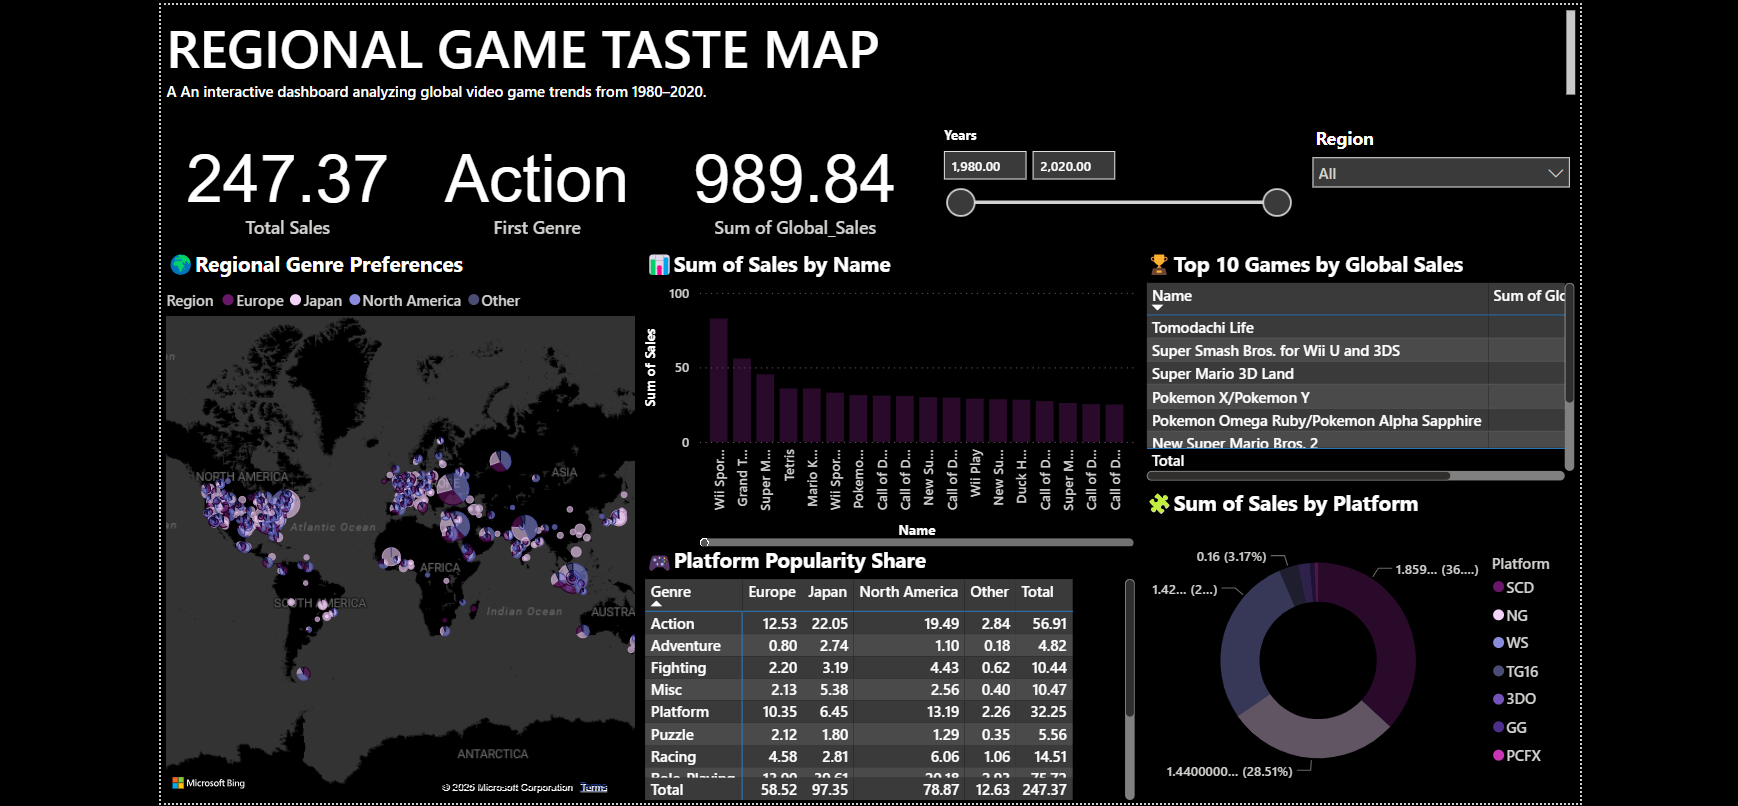 REGIONAL GAME TASTE MAP
A An interactive dashboard analyzing global video game trends from 1980–2020.
247.37
Total Sales
Action
First Genre
989.84
Sum of Global_Sales
Years
1,980.00
2,020.00
Region
All
Regional Genre Preferences
Region Europe Japan North America Other
NORTH AMERICA
ASIA
Atlantic Ocean
AFRICA
SOUTH AMERICA
Indian Ocean
AUSTRA
ANTARCTICA
Microsoft Bing
© 2025 Microsoft Corporation Terms
Sum of Sales by Name
Sum of Sales
100
50
0
Wii Spor...
Grand T...
Super M...
Tetris
Mario K...
Wii Spor...
Pokemo...
Call of D...
Call of D...
New Su...
Call of D...
Wii Play
New Su...
Duck H...
Call of D...
Super M...
Call of D...
Call of D...
Name
Platform Popularity Share
Genre Europe Japan North America Other Total
Action 12.53 22.05 19.49 2.84 56.91
Adventure 0.80 2.74 1.10 0.18 4.82
Fighting 2.20 3.19 4.43 0.62 10.44
Misc 2.13 5.38 2.56 0.40 10.47
Platform 10.35 6.45 13.19 2.26 32.25
Puzzle 2.12 1.80 1.29 0.35 5.56
Racing 4.58 2.81 6.06 1.06 14.51
Role-Playing
Total 58.52 97.35 78.87 12.63 247.37
Top 10 Games by Global Sales
Name Sum of Glo
Tomodachi Life
Super Smash Bros. for Wii U and 3DS
Super Mario 3D Land
Pokemon X/Pokemon Y
Pokemon Omega Ruby/Pokemon Alpha Sapphire
New Super Mario Bros. 2
Total
Sum of Sales by Platform
0.16 (3.17%)
1.859... (36....)
1.42... (2...)
1.4400000... (28.51%)
Platform
SCD
NG
WS
TG16
3DO
GG
PCFX